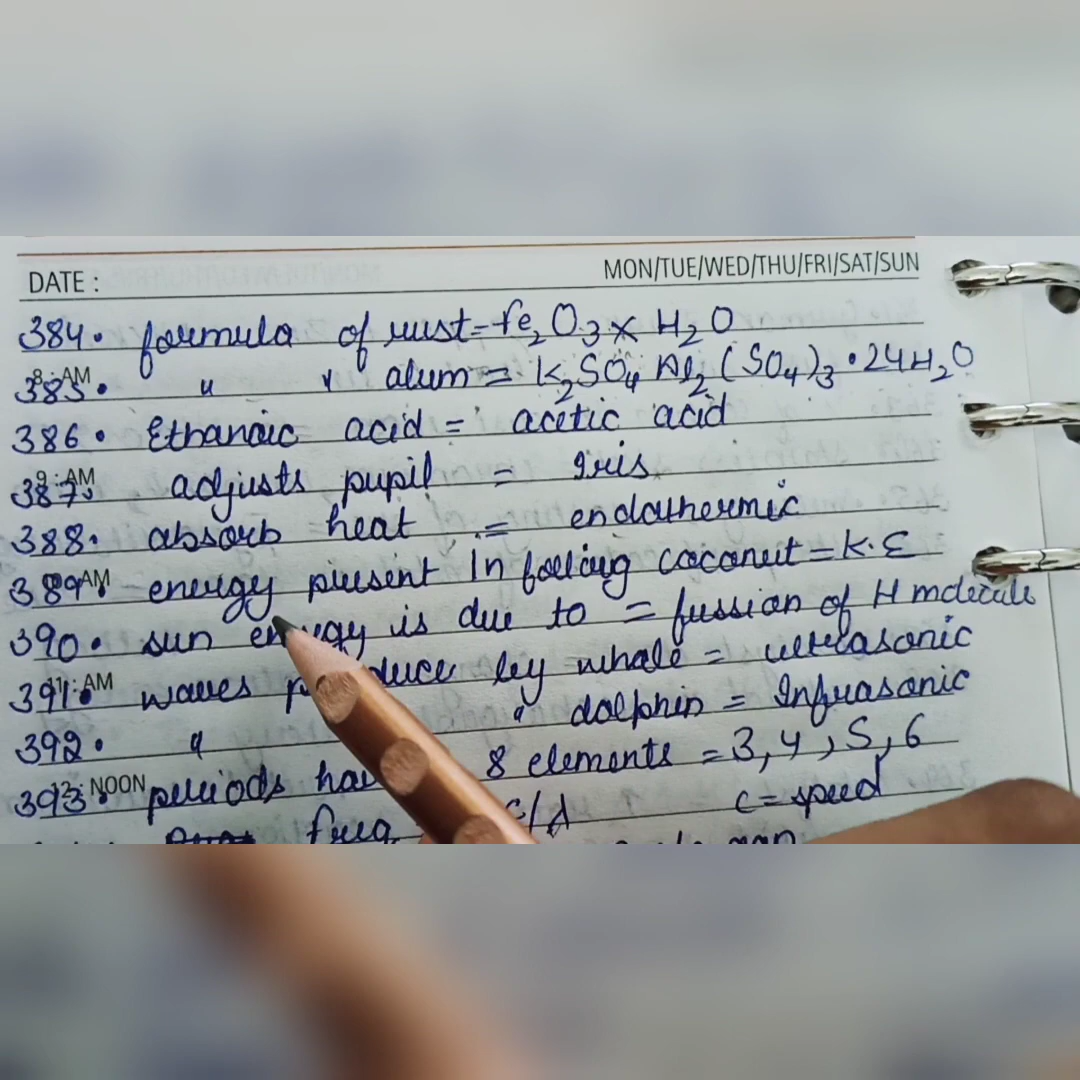 DATE : MON/TUE/WED/THU/FRI/SAT/SUN
384. formula of rust = Fe2O3 x H2O
8 : AM
385. " " alum = K2SO4 Al2(SO4)3 . 24H2O
386. Ethanoic acid = acetic acid
9 : AM
387. adjusts pupil = Iris
388. absorb heat = endothermic
AM
389. energy present In falling coconut = K.E
390. sun energy is due to = fussion of H molecule
11 : AM
391. waves produce by whale = ultrasonic
392. " " dolphin = Infrasonic
12 : NOON
393. periods have 8 elements = 3, 4, 5, 6
freq c/λ c = speed